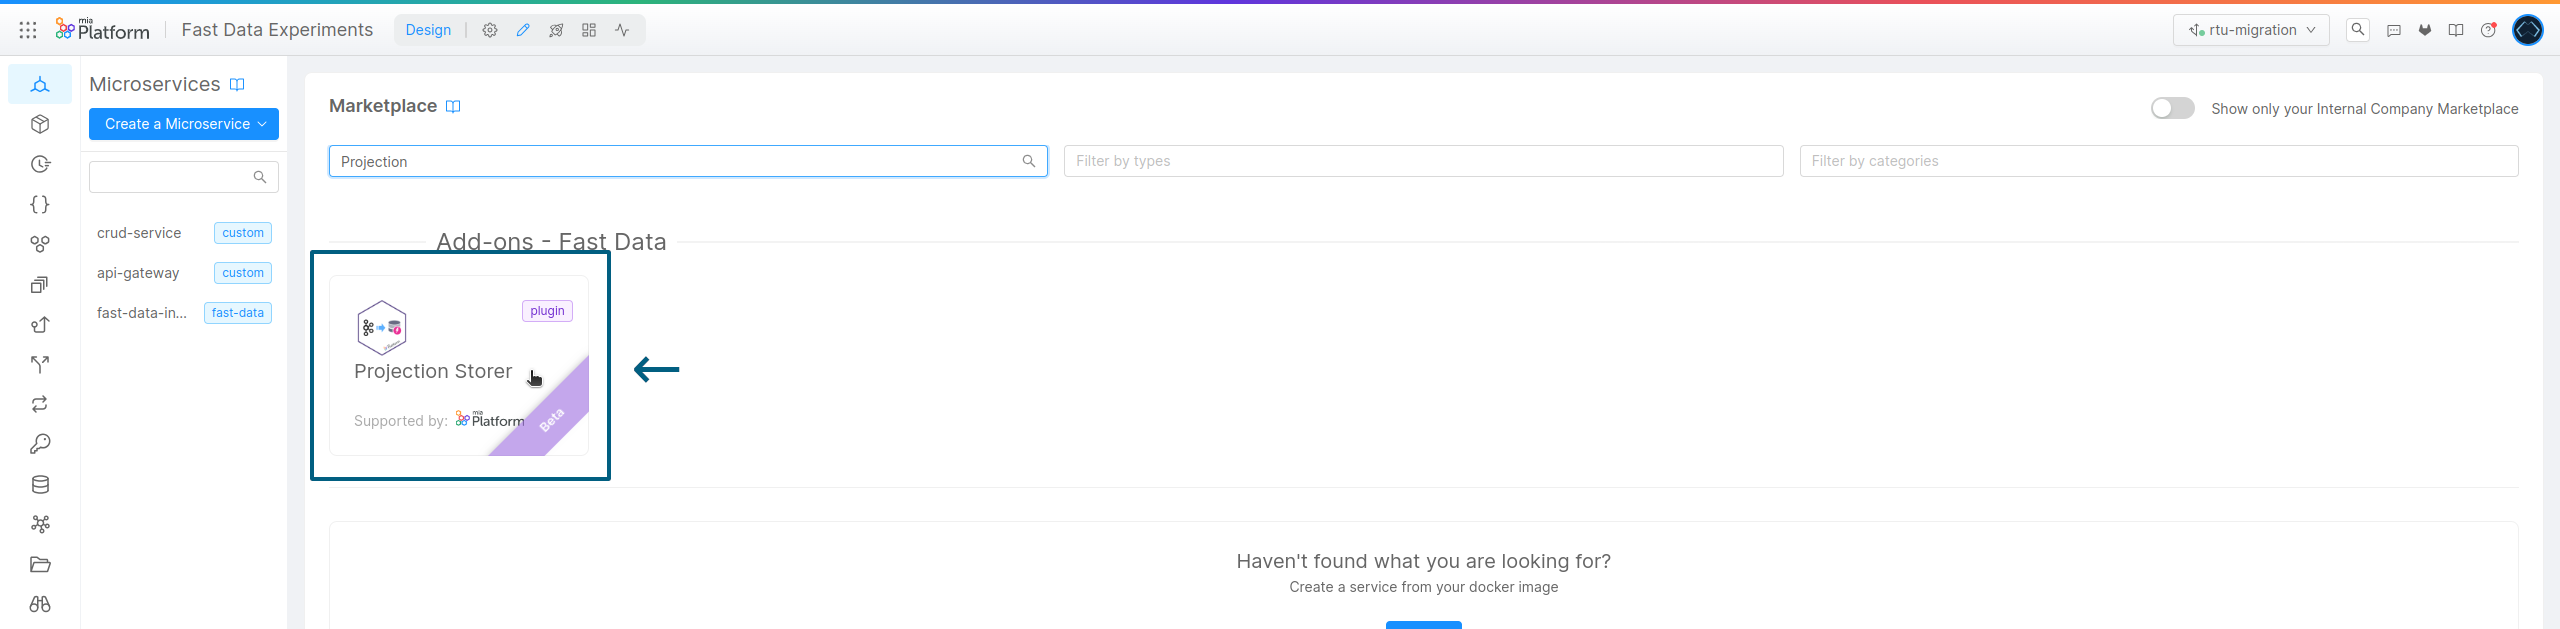 mia
Platform
Fast Data Experiments
Design
rtu-migration
Microservices
Create a Microservice
crud-service
custom
api-gateway
custom
fast-data-in...
fast-data
Marketplace
Show only your Internal Company Marketplace
Projection
Filter by types
Filter by categories
Add-ons - Fast Data
plugin
Projection Storer
Supported by:
mia
Platform
Beta
Haven't found what you are looking for?
Create a service from your docker image